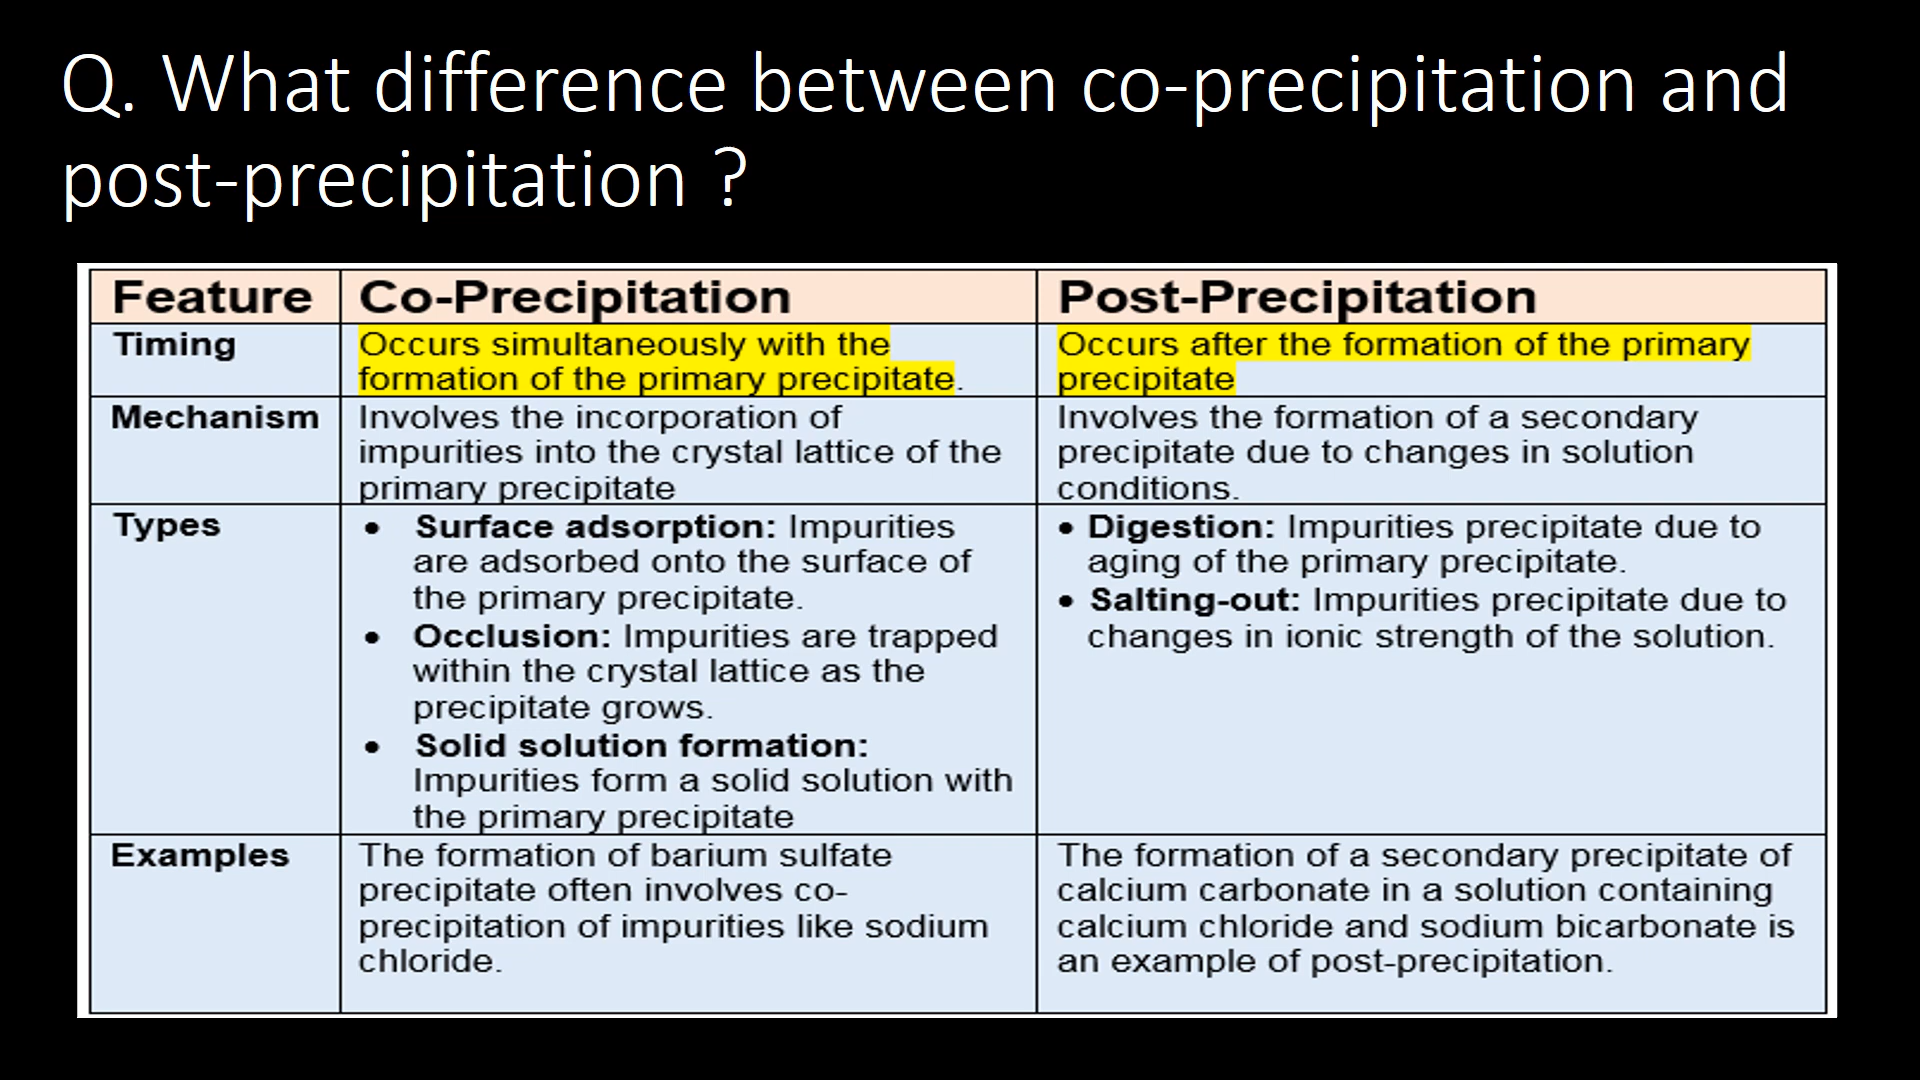 Q. What difference between co-precipitation and
post-precipitation ?
Feature
Co-Precipitation
Post-Precipitation
Timing
Occurs simultaneously with the
formation of the primary precipitate.
Occurs after the formation of the primary
precipitate
Mechanism
Involves the incorporation of
impurities into the crystal lattice of the
primary precipitate
Involves the formation of a secondary
precipitate due to changes in solution
conditions.
Types
• Surface adsorption: Impurities
are adsorbed onto the surface of
the primary precipitate.
• Occlusion: Impurities are trapped
within the crystal lattice as the
precipitate grows.
• Solid solution formation:
Impurities form a solid solution with
the primary precipitate
• Digestion: Impurities precipitate due to
aging of the primary precipitate.
• Salting-out: Impurities precipitate due to
changes in ionic strength of the solution.
Examples
The formation of barium sulfate
precipitate often involves co-
precipitation of impurities like sodium
chloride.
The formation of a secondary precipitate of
calcium carbonate in a solution containing
calcium chloride and sodium bicarbonate is
an example of post-precipitation.